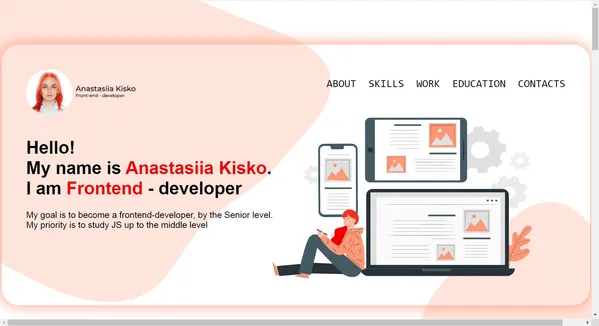 Anastasiia Kisko
Front-end - developer
ABOUT SKILLS WORK EDUCATION CONTACTS
Hello!
My name is Anastasiia Kisko.
I am Frontend - developer
My goal is to become a frontend-developer, by the Senior level.
My priority is to study JS up to the middle level